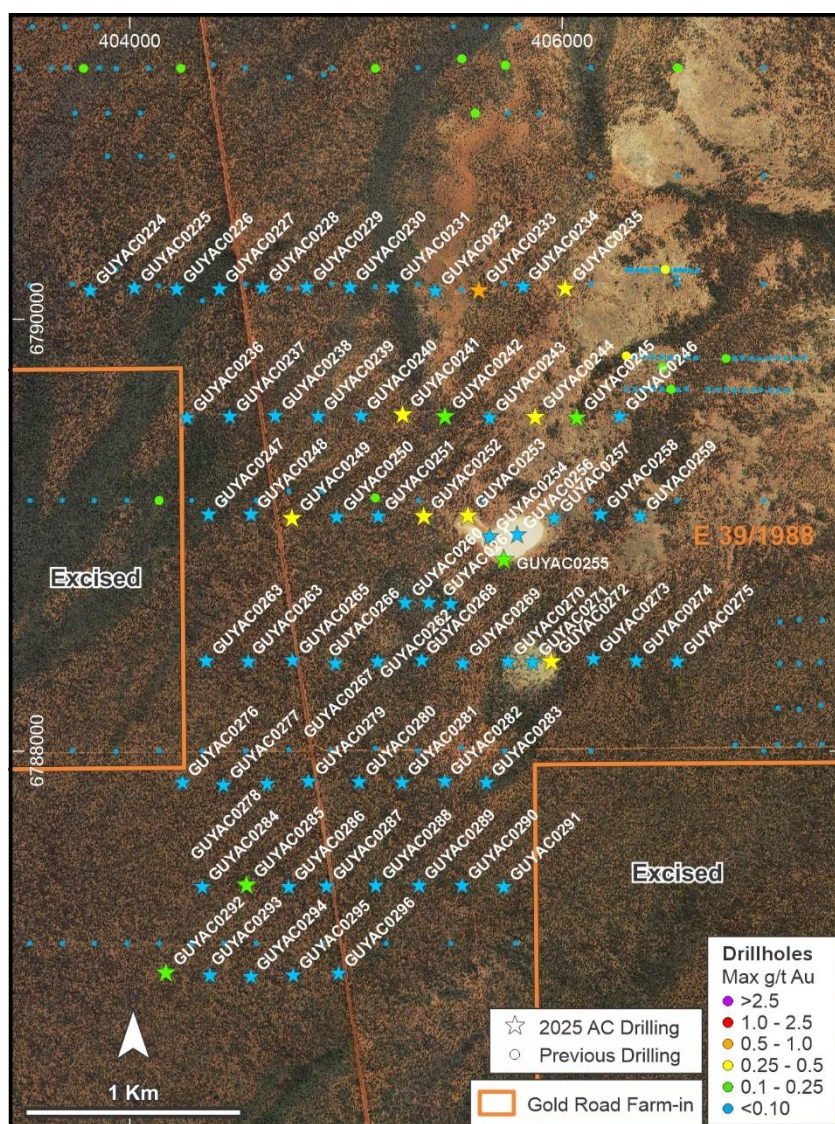 404000
406000
GUYAC0224
GUYAC0225
GUYAC0226
GUYAC0227
GUYAC0228
GUYAC0229
GUYAC0230
GUYAC0231
GUYAC0232
GUYAC0233
GUYAC0234
GUYAC0235
6790000
GUYAC0236
GUYAC0237
GUYAC0238
GUYAC0239
GUYAC0240
GUYAC0241
GUYAC0242
GUYAC0243
GUYAC0244
GUYAC0245
GUYAC0246
GUYAC0247
GUYAC0248
GUYAC0249
GUYAC0250
GUYAC0251
GUYAC0252
GUYAC0253
GUYAC0254
GUYAC0256
GUYAC0257
GUYAC0258
GUYAC0259
E 39/1988
GUYAC0255
Excised
GUYAC0260
GUYAC0261
GUYAC0262
GUYAC0263
GUYAC0263
GUYAC0265
GUYAC0266
GUYAC0267
GUYAC0268
GUYAC0269
GUYAC0270
GUYAC0271
GUYAC0272
GUYAC0273
GUYAC0274
GUYAC0275
6788000
GUYAC0276
GUYAC0277
GUYAC0278
GUYAC0279
GUYAC0280
GUYAC0281
GUYAC0282
GUYAC0283
GUYAC0284
GUYAC0285
GUYAC0286
GUYAC0287
GUYAC0288
GUYAC0289
GUYAC0290
GUYAC0291
Excised
GUYAC0292
GUYAC0293
GUYAC0294
GUYAC0295
GUYAC0296
1 Km
2025 AC Drilling
Previous Drilling
Gold Road Farm-in
Drillholes
Max g/t Au
>2.5
1.0 - 2.5
0.5 - 1.0
0.25 - 0.5
0.1 - 0.25
<0.10